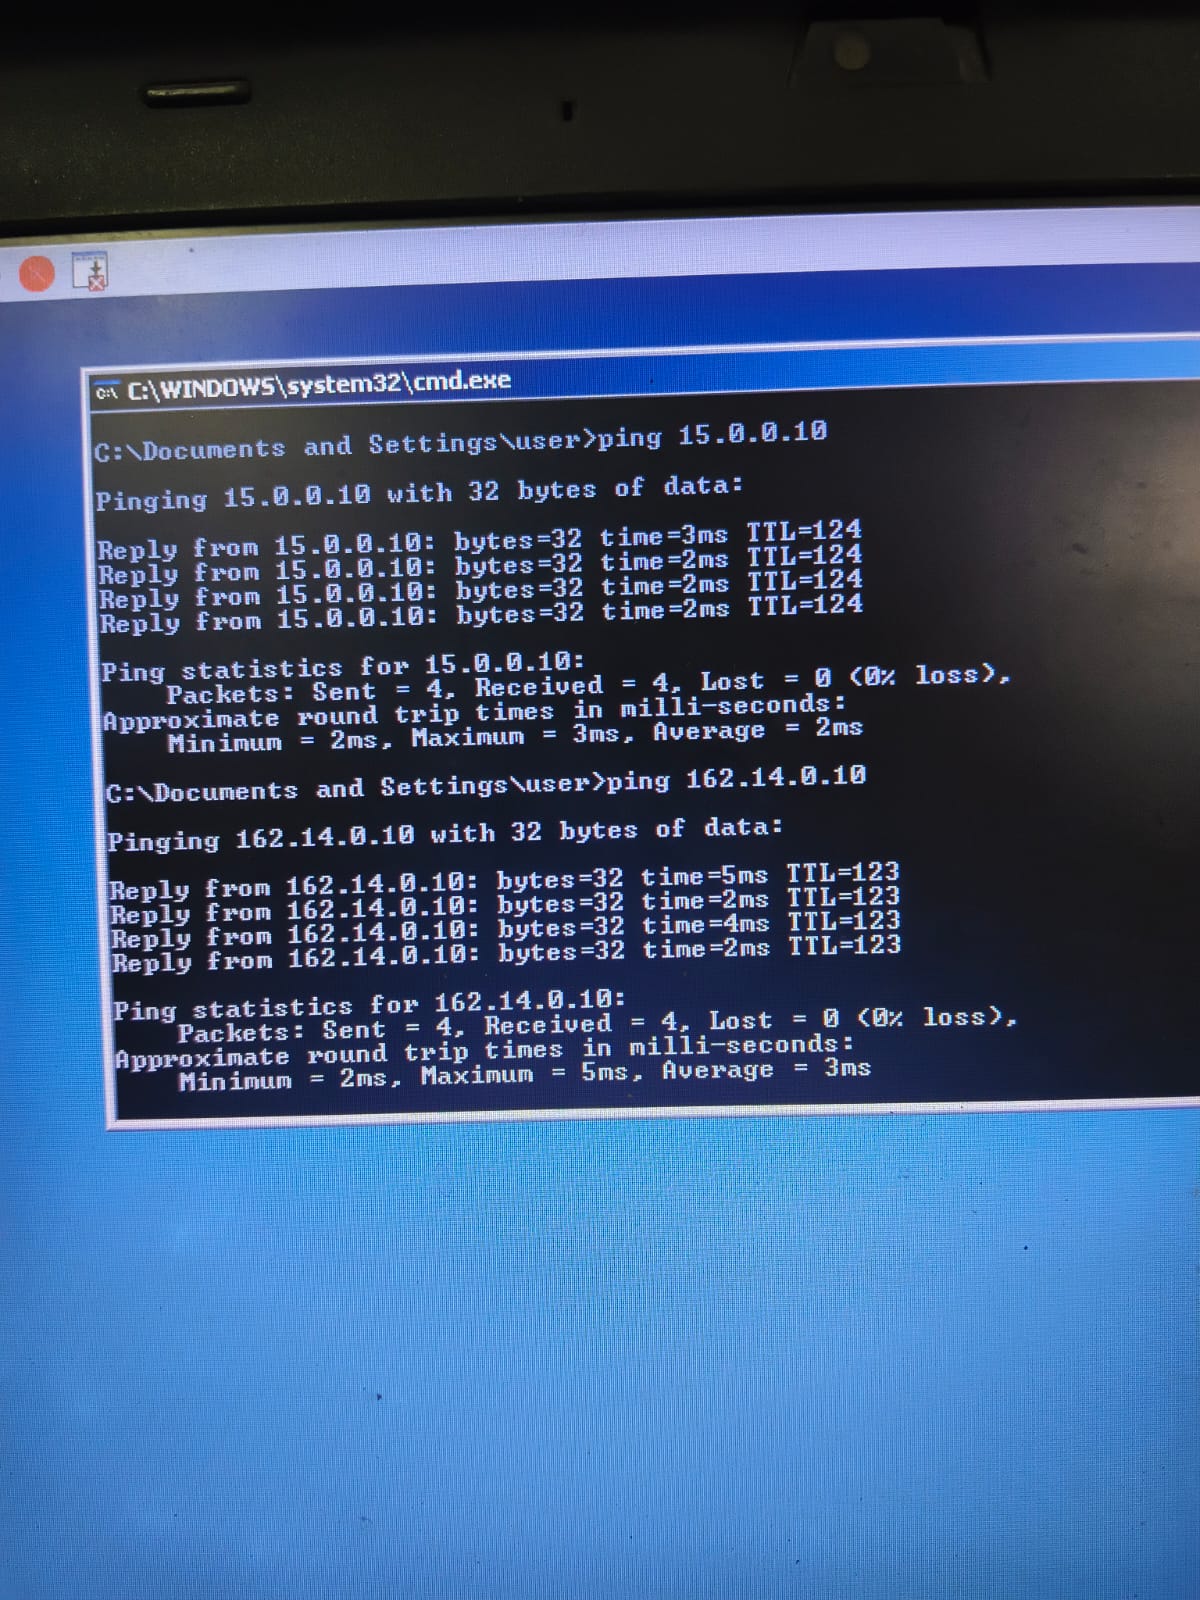 C:\WINDOWS\system32\cmd.exe
C:\Documents and Settings\user>ping 15.0.0.10
Pinging 15.0.0.10 with 32 bytes of data:
Reply from 15.0.0.10: bytes=32 time=3ms TTL=124
Reply from 15.0.0.10: bytes=32 time=2ms TTL=124
Reply from 15.0.0.10: bytes=32 time=2ms TTL=124
Reply from 15.0.0.10: bytes=32 time=2ms TTL=124
Ping statistics for 15.0.0.10:
Packets: Sent = 4, Received = 4, Lost = 0 (0% loss),
Approximate round trip times in milli-seconds:
Minimum = 2ms, Maximum = 3ms, Average = 2ms
C:\Documents and Settings\user>ping 162.14.0.10
Pinging 162.14.0.10 with 32 bytes of data:
Reply from 162.14.0.10: bytes=32 time=5ms TTL=123
Reply from 162.14.0.10: bytes=32 time=2ms TTL=123
Reply from 162.14.0.10: bytes=32 time=4ms TTL=123
Reply from 162.14.0.10: bytes=32 time=2ms TTL=123
Ping statistics for 162.14.0.10:
Packets: Sent = 4, Received = 4, Lost = 0 (0% loss),
Approximate round trip times in milli-seconds:
Minimum = 2ms, Maximum = 5ms, Average = 3ms